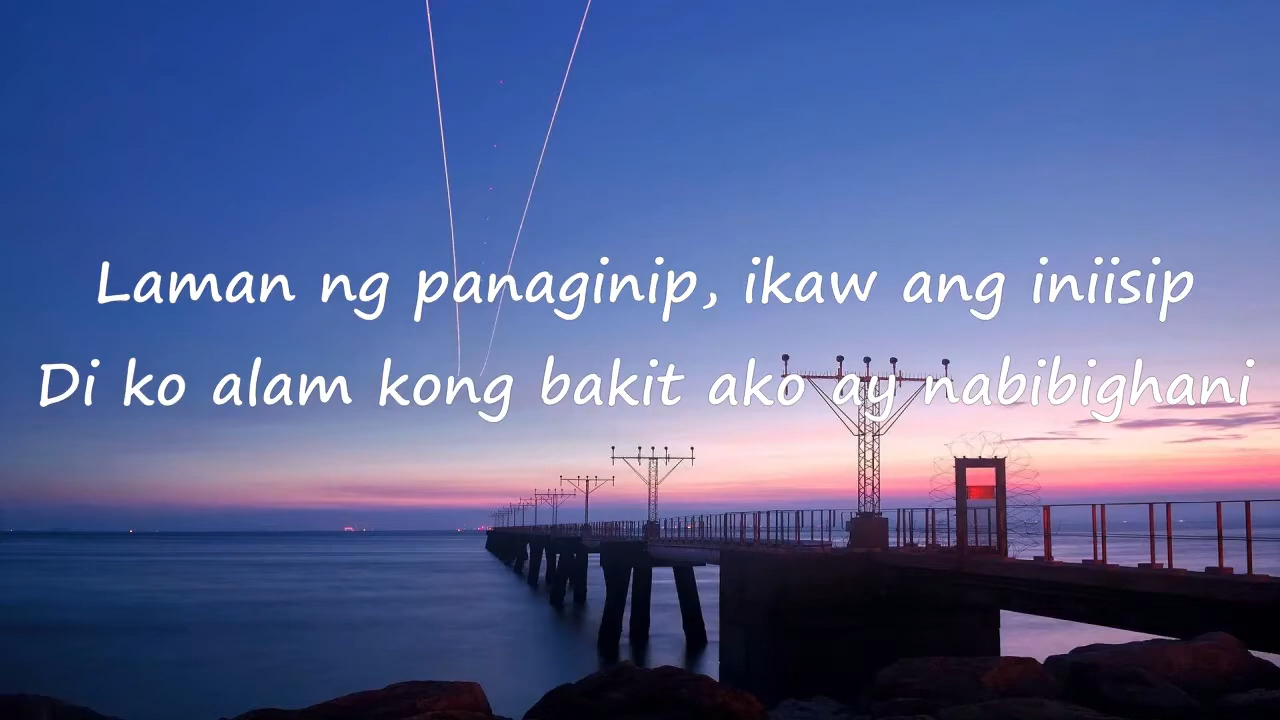 Laman ng panaginip, ikaw ang iniisip
Di ko alam kong bakit ako ay nabibighani